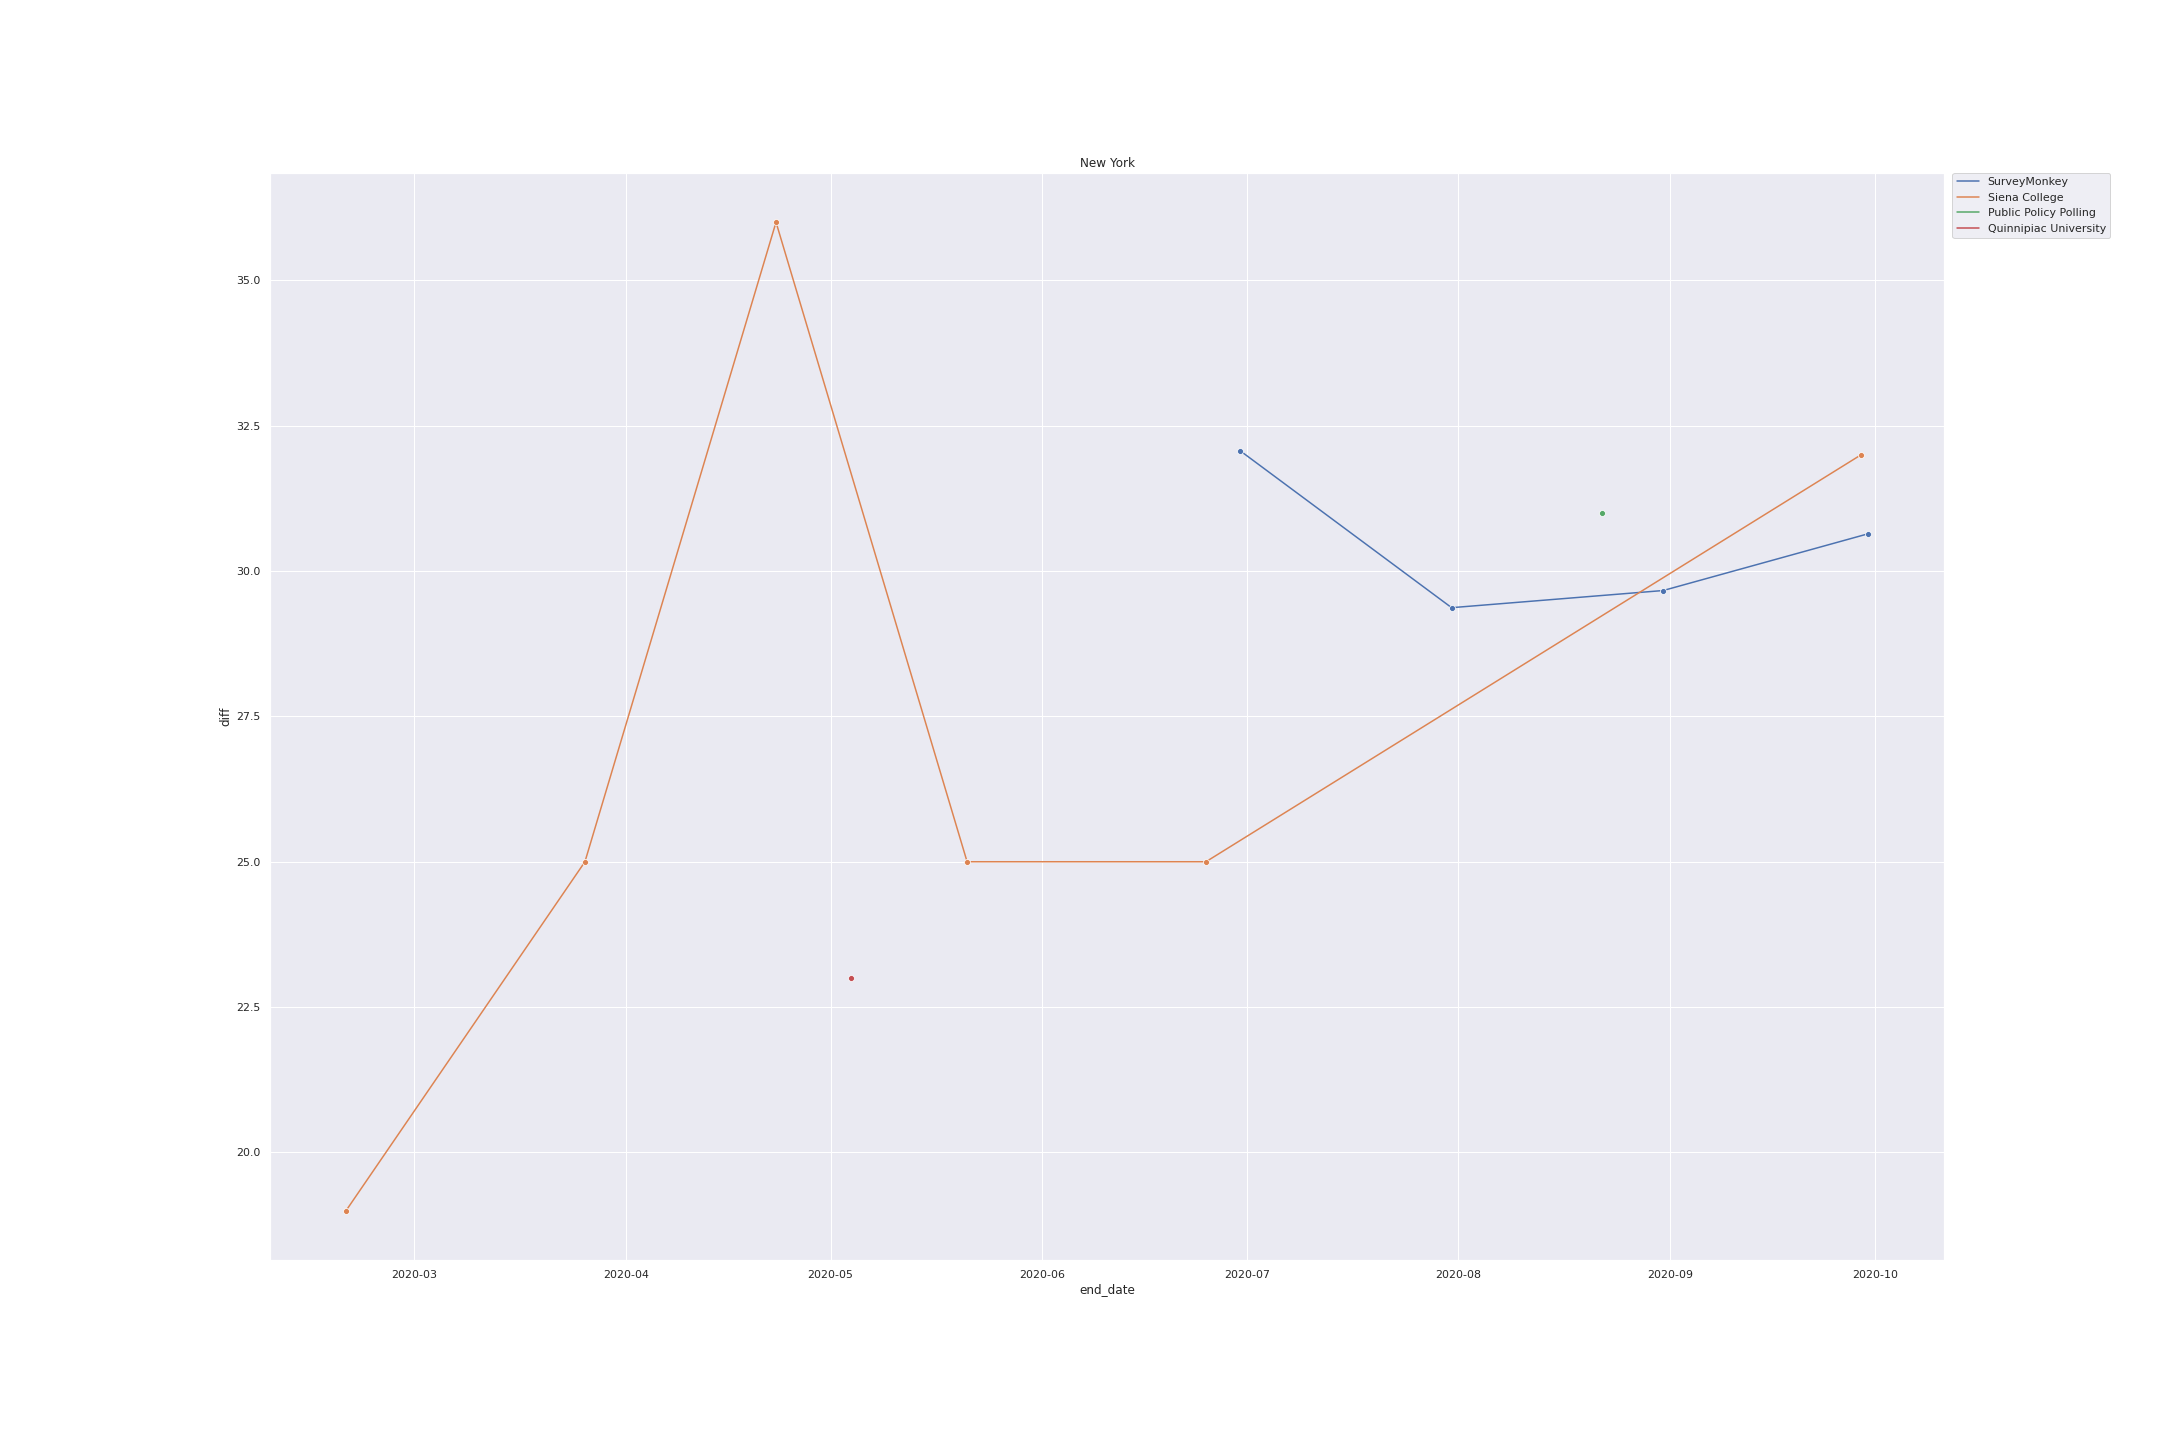 New York
SurveyMonkey
Siena College
Public Policy Polling
Quinnipiac University
diff
35.0
32.5
30.0
27.5
25.0
22.5
20.0
2020-03 2020-04 2020-05 2020-06 2020-07 2020-08 2020-09 2020-10
end_date